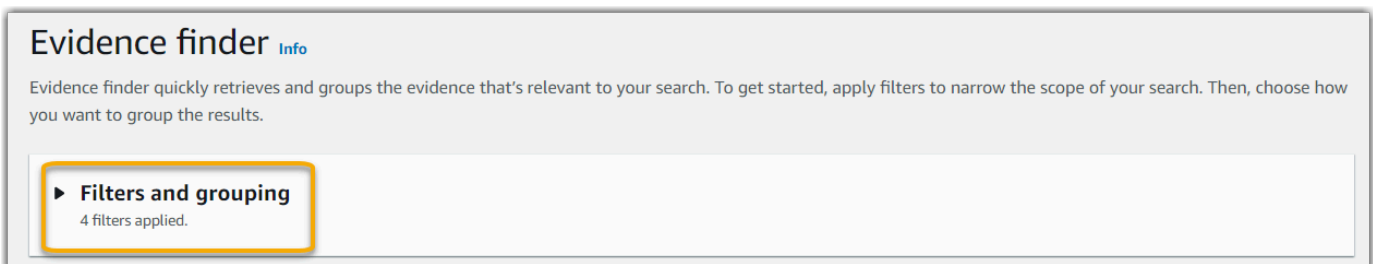 Evidence finder Info
Evidence finder quickly retrieves and groups the evidence that's relevant to your search. To get started, apply filters to narrow the scope of your search. Then, choose how
you want to group the results.
Filters and grouping
4 filters applied.